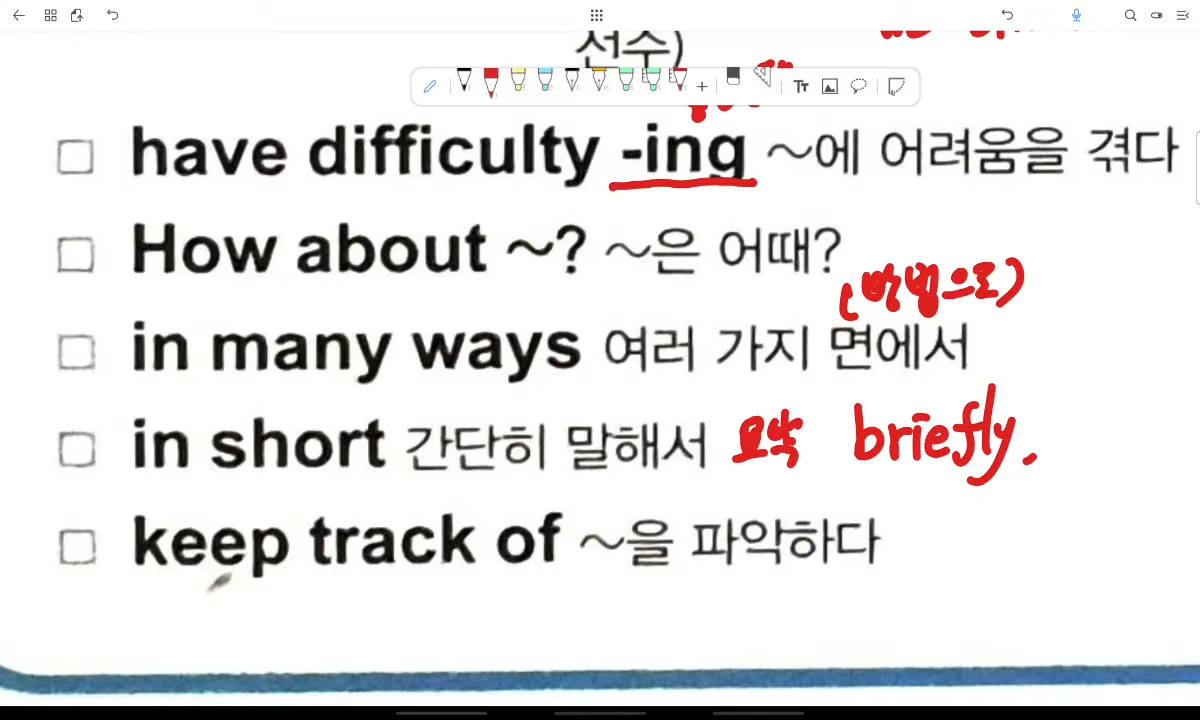 선수)
have difficulty -ing ~에 어려움을 겪다
How about ~? ~은 어때?
(방법으로)
in many ways 여러 가지 면에서
in short 간단히 말해서 요약 briefly.
keep track of ~을 파악하다